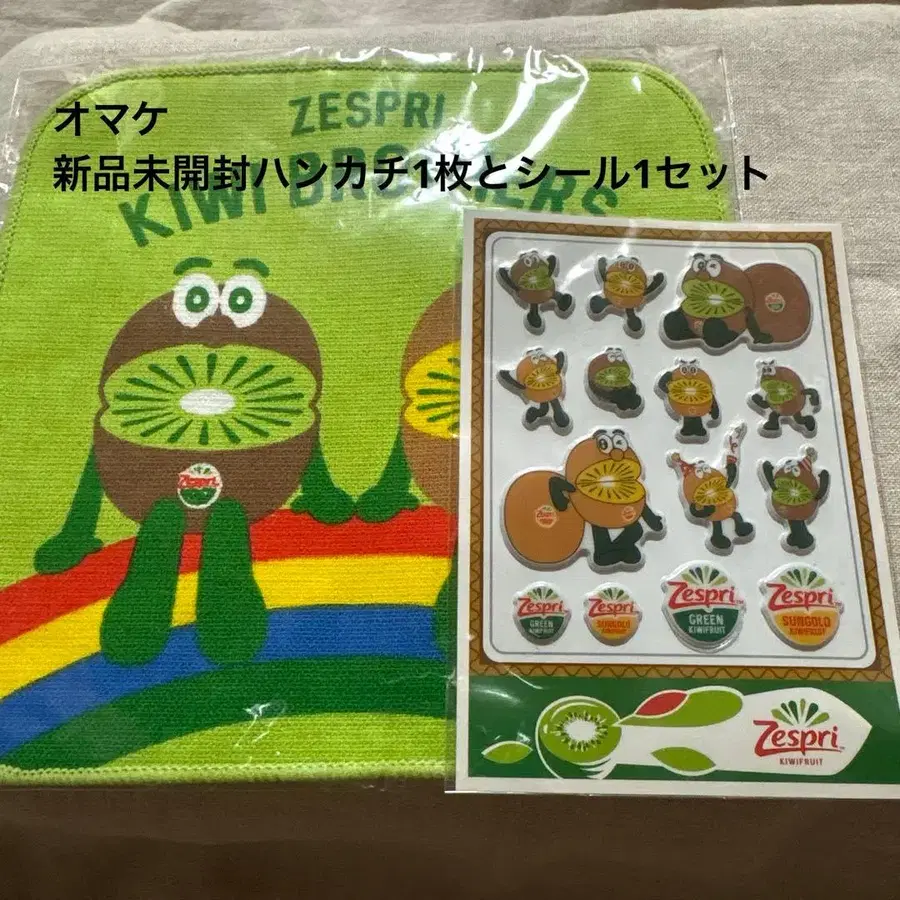 オマケ
新品未開封ハンカチ1枚とシール1セット
ZESPRI
KIWI BROTHERS
Zespri
Zespri
GREEN
KIWIFRUIT
Zespri
SUNGOLD
KIWIFRUIT
Zespri
GREEN
KIWIFRUIT
Zespri
SUNGOLD
KIWIFRUIT
Zespri
KIWIFRUIT